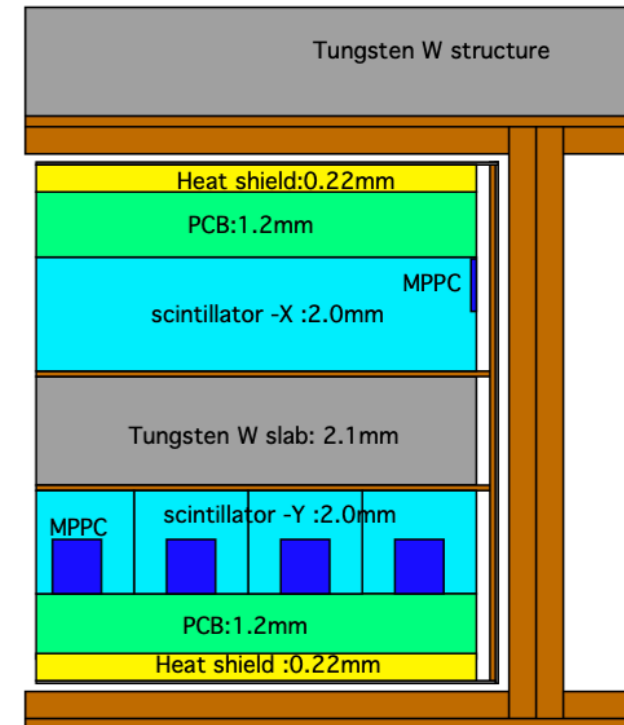 Tungsten W structure
Heat shield:0.22mm
PCB:1.2mm
MPPC
scintillator -X :2.0mm
Tungsten W slab: 2.1mm
scintillator -Y :2.0mm
MPPC
PCB:1.2mm
Heat shield :0.22mm